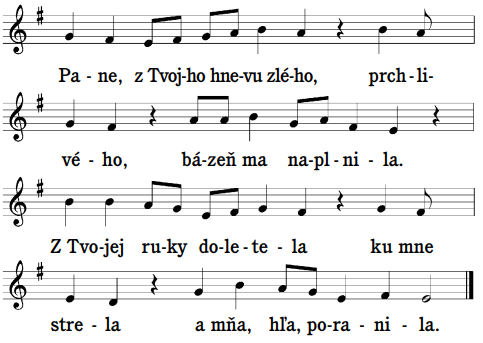 Pa - ne, z Tvoj-ho hne-vu zlé-ho, prch-li-
vé - ho, bá-zeň ma na-pl-ni-la.
Z Tvo-jej ru-ky do-le-te-la ku mne
stre-la a mňa, hľa, po-ra-ni-la.